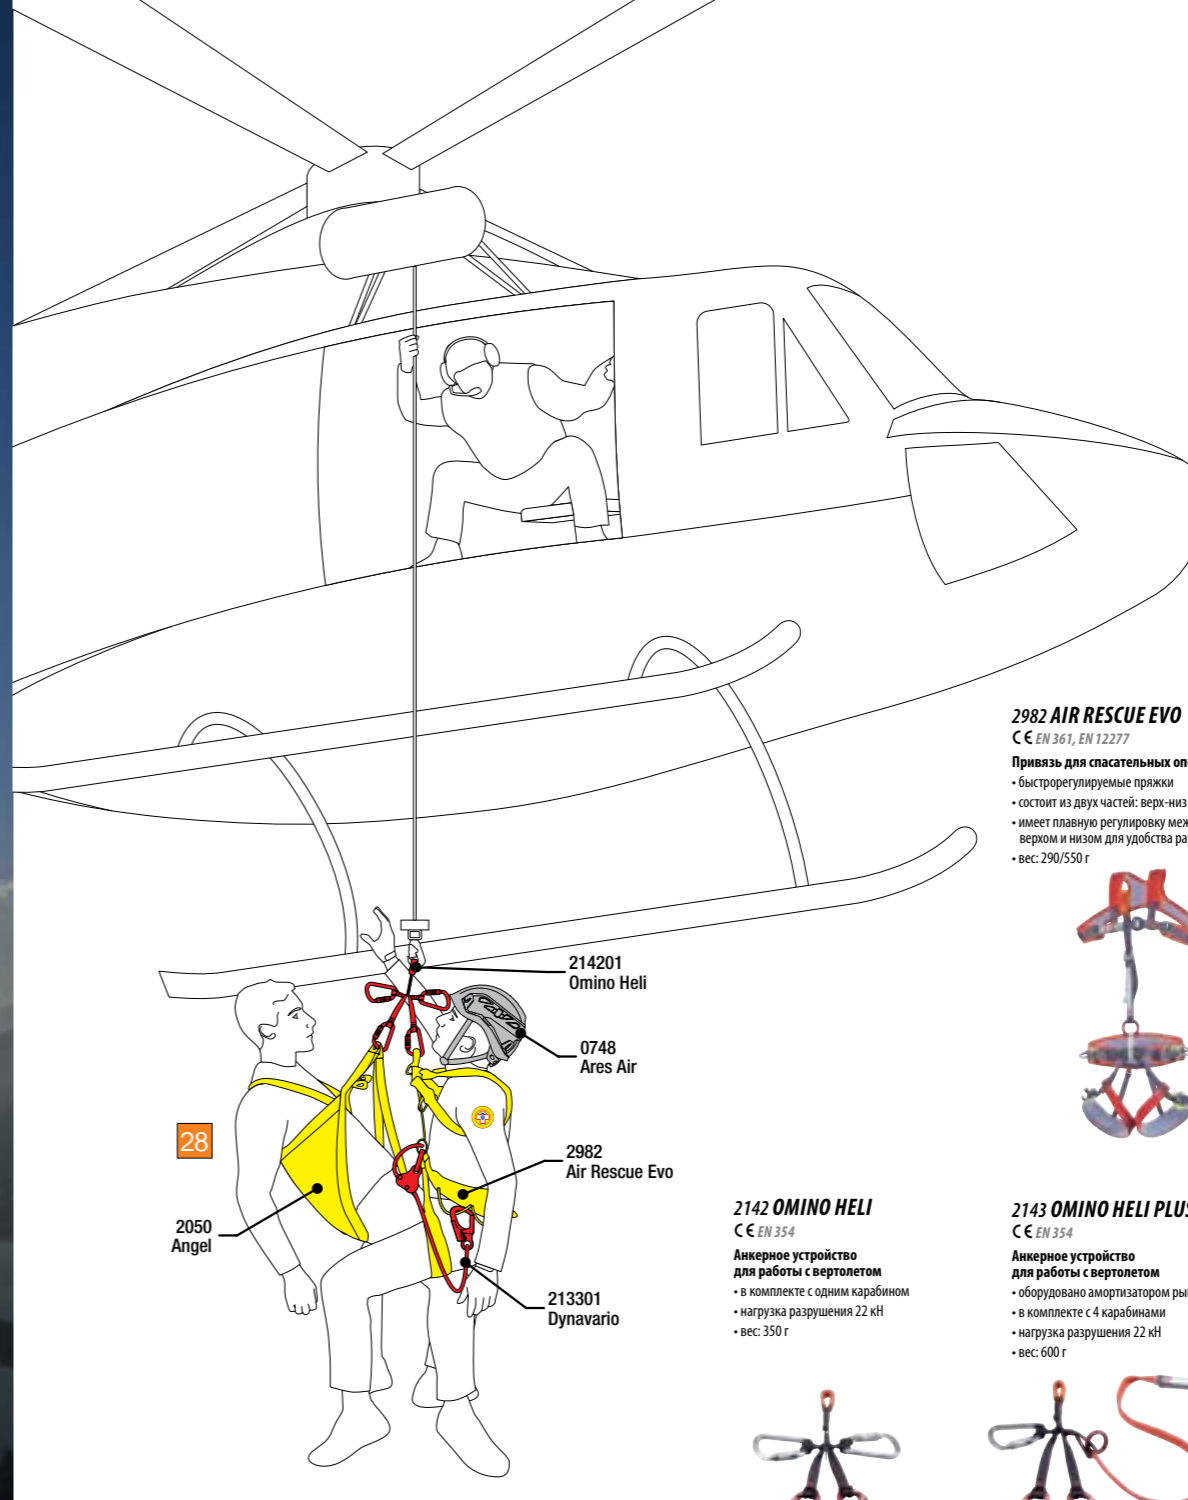 2982 AIR RESCUE EVO
CE EN 361, EN 12277
Привязь для спасательных
• быстрорегулируемые пряжки
• состоит из двух частей: верх-низ
• имеет плавную регулировку
верхом и низом для удобства
• вес: 290/550 г
214201
Omino Heli
0748
Ares Air
28
2982
Air Rescue Evo
2050
Angel
213301
Dynavario
2142 OMINO HELI
CE EN 354
Анкерное устройство
для работы с вертолетом
• в комплекте с одним карабином
• нагрузка разрушения 22 кН
• вес: 350 г
2143 OMINO HELI PLUS
CE EN 354
Анкерное устройство
для работы с вертолетом
• оборудовано амортизатором
• в комплекте с 4 карабинами
• нагрузка разрушения 22 кН
• вес: 600 г